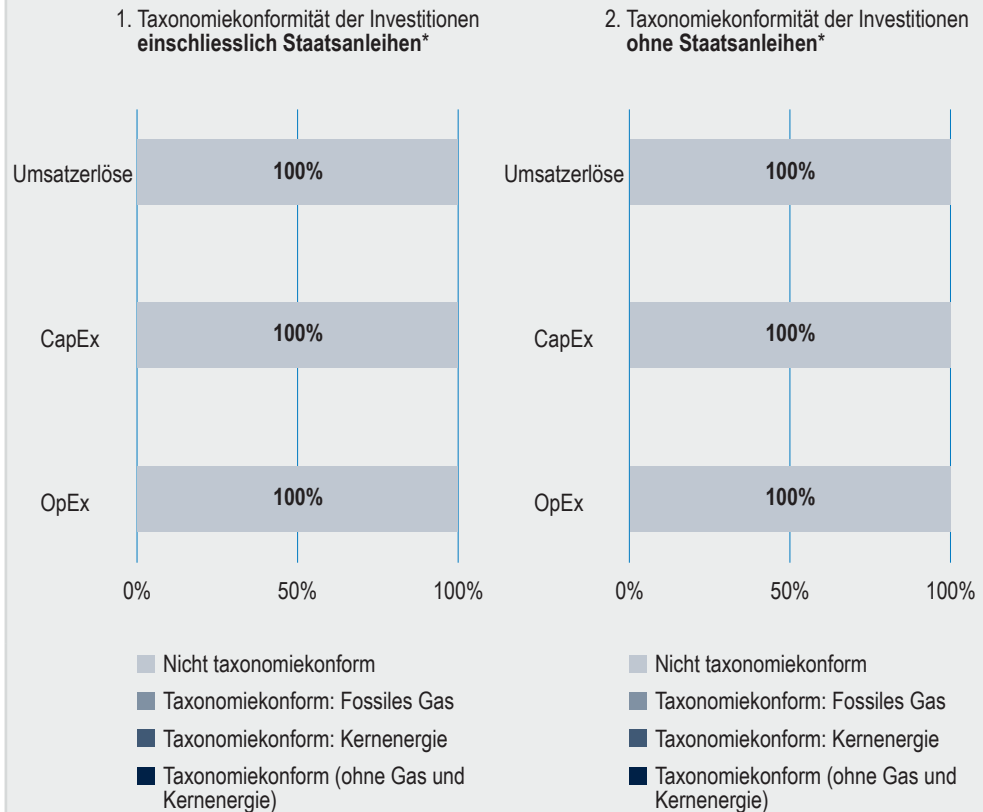 1. Taxonomiekonformität der Investitionen
einschliesslich Staatsanleihen*
Umsatzerlöse
100%
CapEx
100%
OpEx
100%
0% 50% 100%
Nicht taxonomiekonform
Taxonomiekonform: Fossiles Gas
Taxonomiekonform: Kernenergie
Taxonomiekonform (ohne Gas und
Kernenergie)
2. Taxonomiekonformität der Investitionen
ohne Staatsanleihen*
Umsatzerlöse
100%
CapEx
100%
OpEx
100%
0% 50% 100%
Nicht taxonomiekonform
Taxonomiekonform: Fossiles Gas
Taxonomiekonform: Kernenergie
Taxonomiekonform (ohne Gas und
Kernenergie)